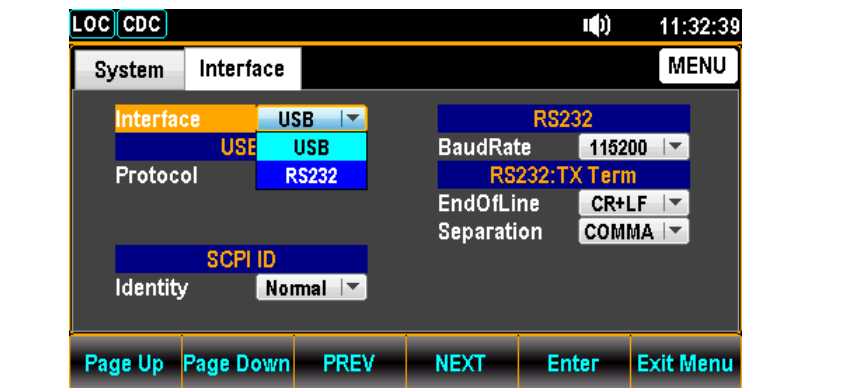 LOC CDC 11:32:39
System Interface MENU
Interface USB
USB
RS232
Protocol
SCPI ID
Identity Normal
RS232
BaudRate 115200
RS232:TX Term
EndOfLine CR+LF
Separation COMMA
Page Up Page Down PREV NEXT Enter Exit Menu